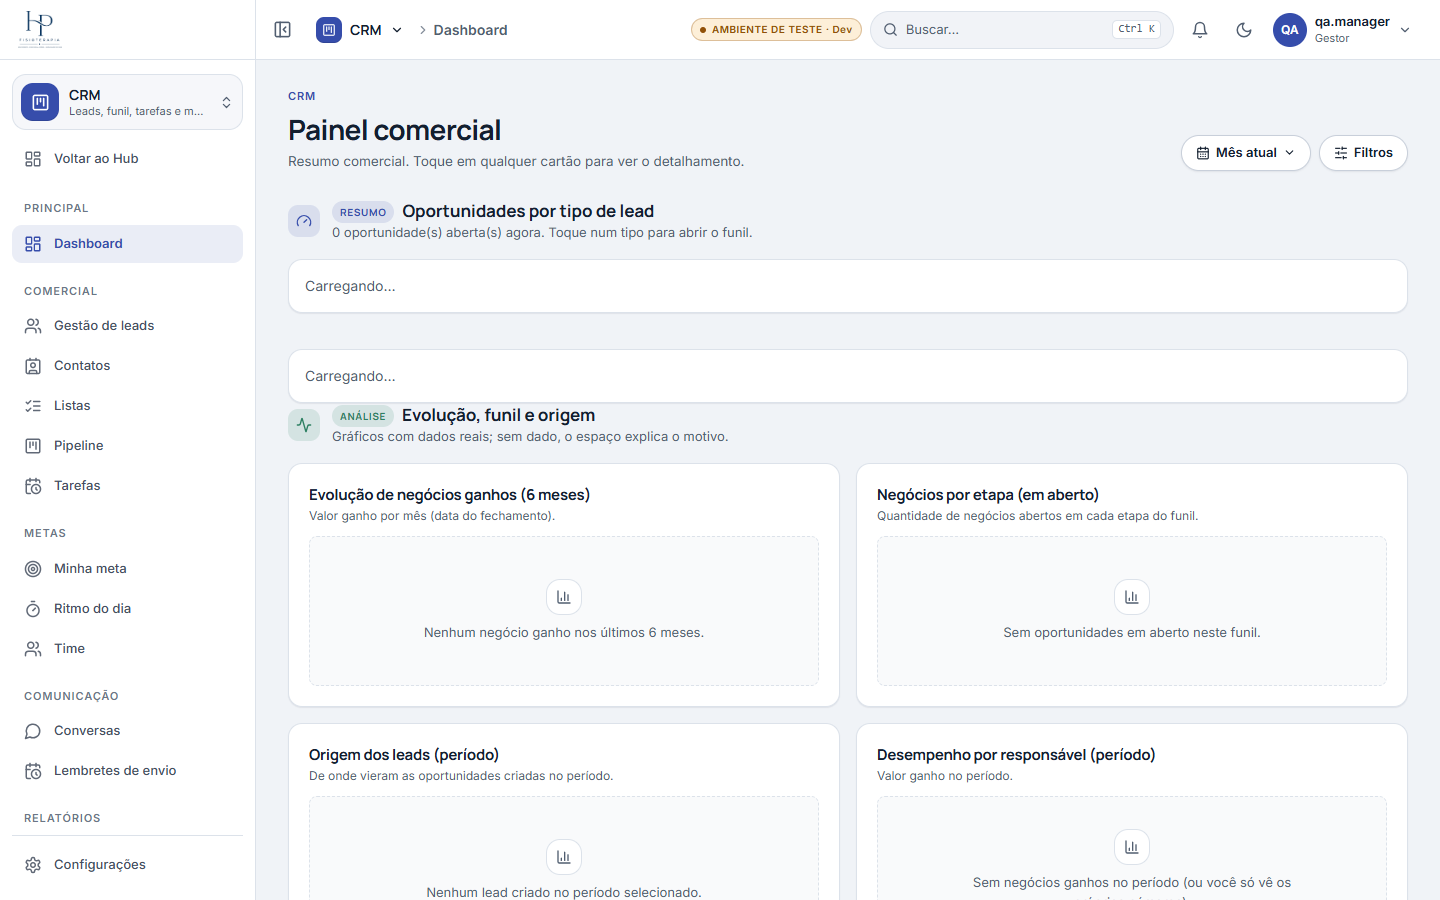 HP
FISIOTERAPIA
CRM
Dashboard
AMBIENTE DE TESTE · Dev
Buscar...
Ctrl K
QA
qa.manager
Gestor
CRM
Leads, funil, tarefas e m...
Voltar ao Hub
PRINCIPAL
Dashboard
COMERCIAL
Gestão de leads
Contatos
Listas
Pipeline
Tarefas
METAS
Minha meta
Ritmo do dia
Time
COMUNICAÇÃO
Conversas
Lembretes de envio
RELATÓRIOS
Configurações
CRM
Painel comercial
Resumo comercial. Toque em qualquer cartão para ver o detalhamento.
Mês atual
Filtros
RESUMO
Oportunidades por tipo de lead
0 oportunidade(s) aberta(s) agora. Toque num tipo para abrir o funil.
Carregando...
Carregando...
ANÁLISE
Evolução, funil e origem
Gráficos com dados reais; sem dado, o espaço explica o motivo.
Evolução de negócios ganhos (6 meses)
Valor ganho por mês (data do fechamento).
Nenhum negócio ganho nos últimos 6 meses.
Negócios por etapa (em aberto)
Quantidade de negócios abertos em cada etapa do funil.
Sem oportunidades em aberto neste funil.
Origem dos leads (período)
De onde vieram as oportunidades criadas no período.
Nenhum lead criado no período selecionado.
Desempenho por responsável (período)
Valor ganho no período.
Sem negócios ganhos no período (ou você só vê os